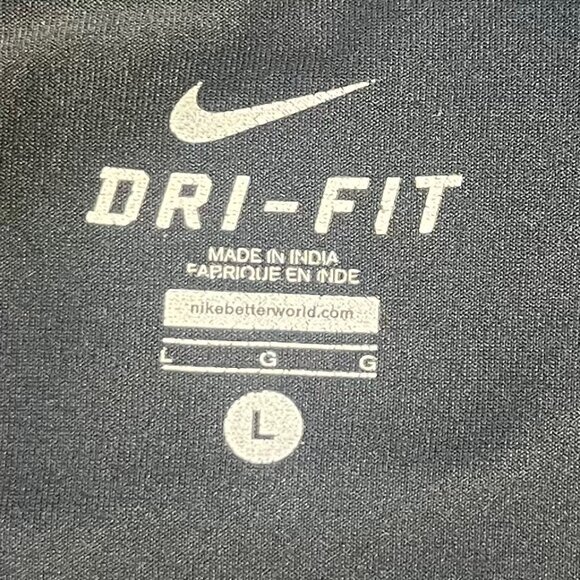 DRI-FIT
MADE IN INDIA
FABRIQUE EN INDE
nikebetterworld.com
L G G
L